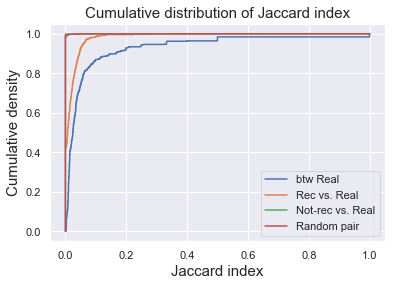 Cumulative distribution of Jaccard index
Cumulative density
1.0
0.8
0.6
0.4
0.2
0.0
btw Real
Rec vs. Real
Not-rec vs. Real
Random pair
0.0 0.2 0.4 0.6 0.8 1.0
Jaccard index